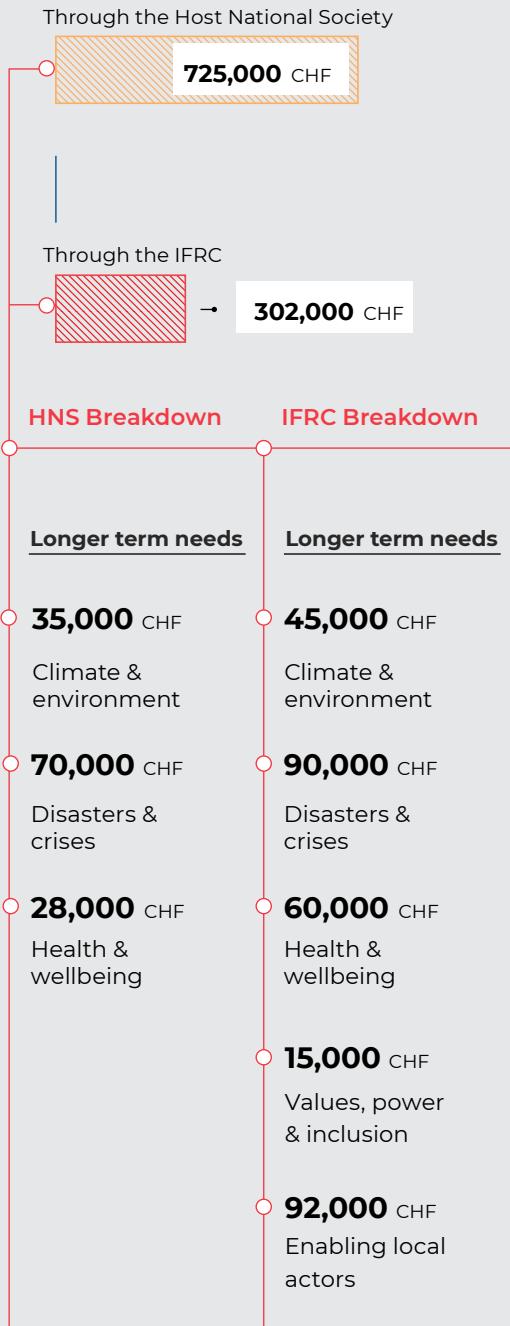 Through the Host National Society
725,000 CHF
Through the IFRC
302,000 CHF
HNS Breakdown
IFRC Breakdown
Longer term needs
35,000 CHF
Climate &
environment
70,000 CHF
Disasters &
crises
28,000 CHF
Health &
wellbeing
Longer term needs
45,000 CHF
Climate &
environment
90,000 CHF
Disasters &
crises
60,000 CHF
Health &
wellbeing
15,000 CHF
Values, power
& inclusion
92,000 CHF
Enabling local
actors